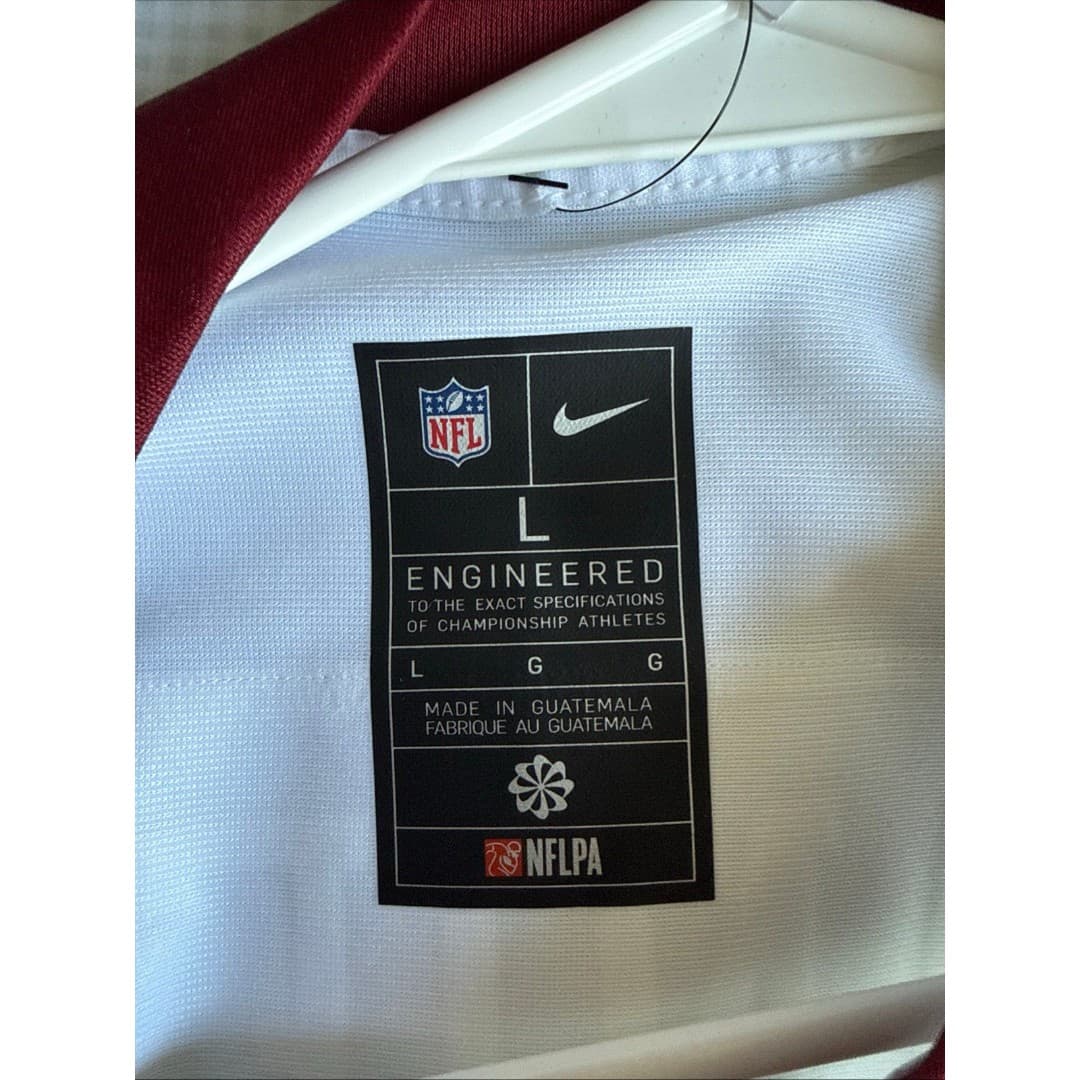 NFL
L
ENGINEERED
TO THE EXACT SPECIFICATIONS
OF CHAMPIONSHIP ATHLETES
L G G
MADE IN GUATEMALA
FABRIQUE AU GUATEMALA
NFLPA